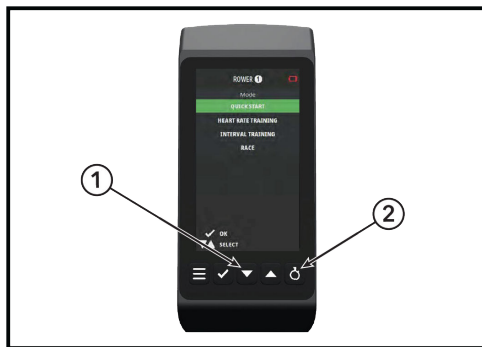 ROWER 1
Mode
QUICK START
HEART RATE TRAINING
INTERVAL TRAINING
RACE
OK
SELECT
1
2